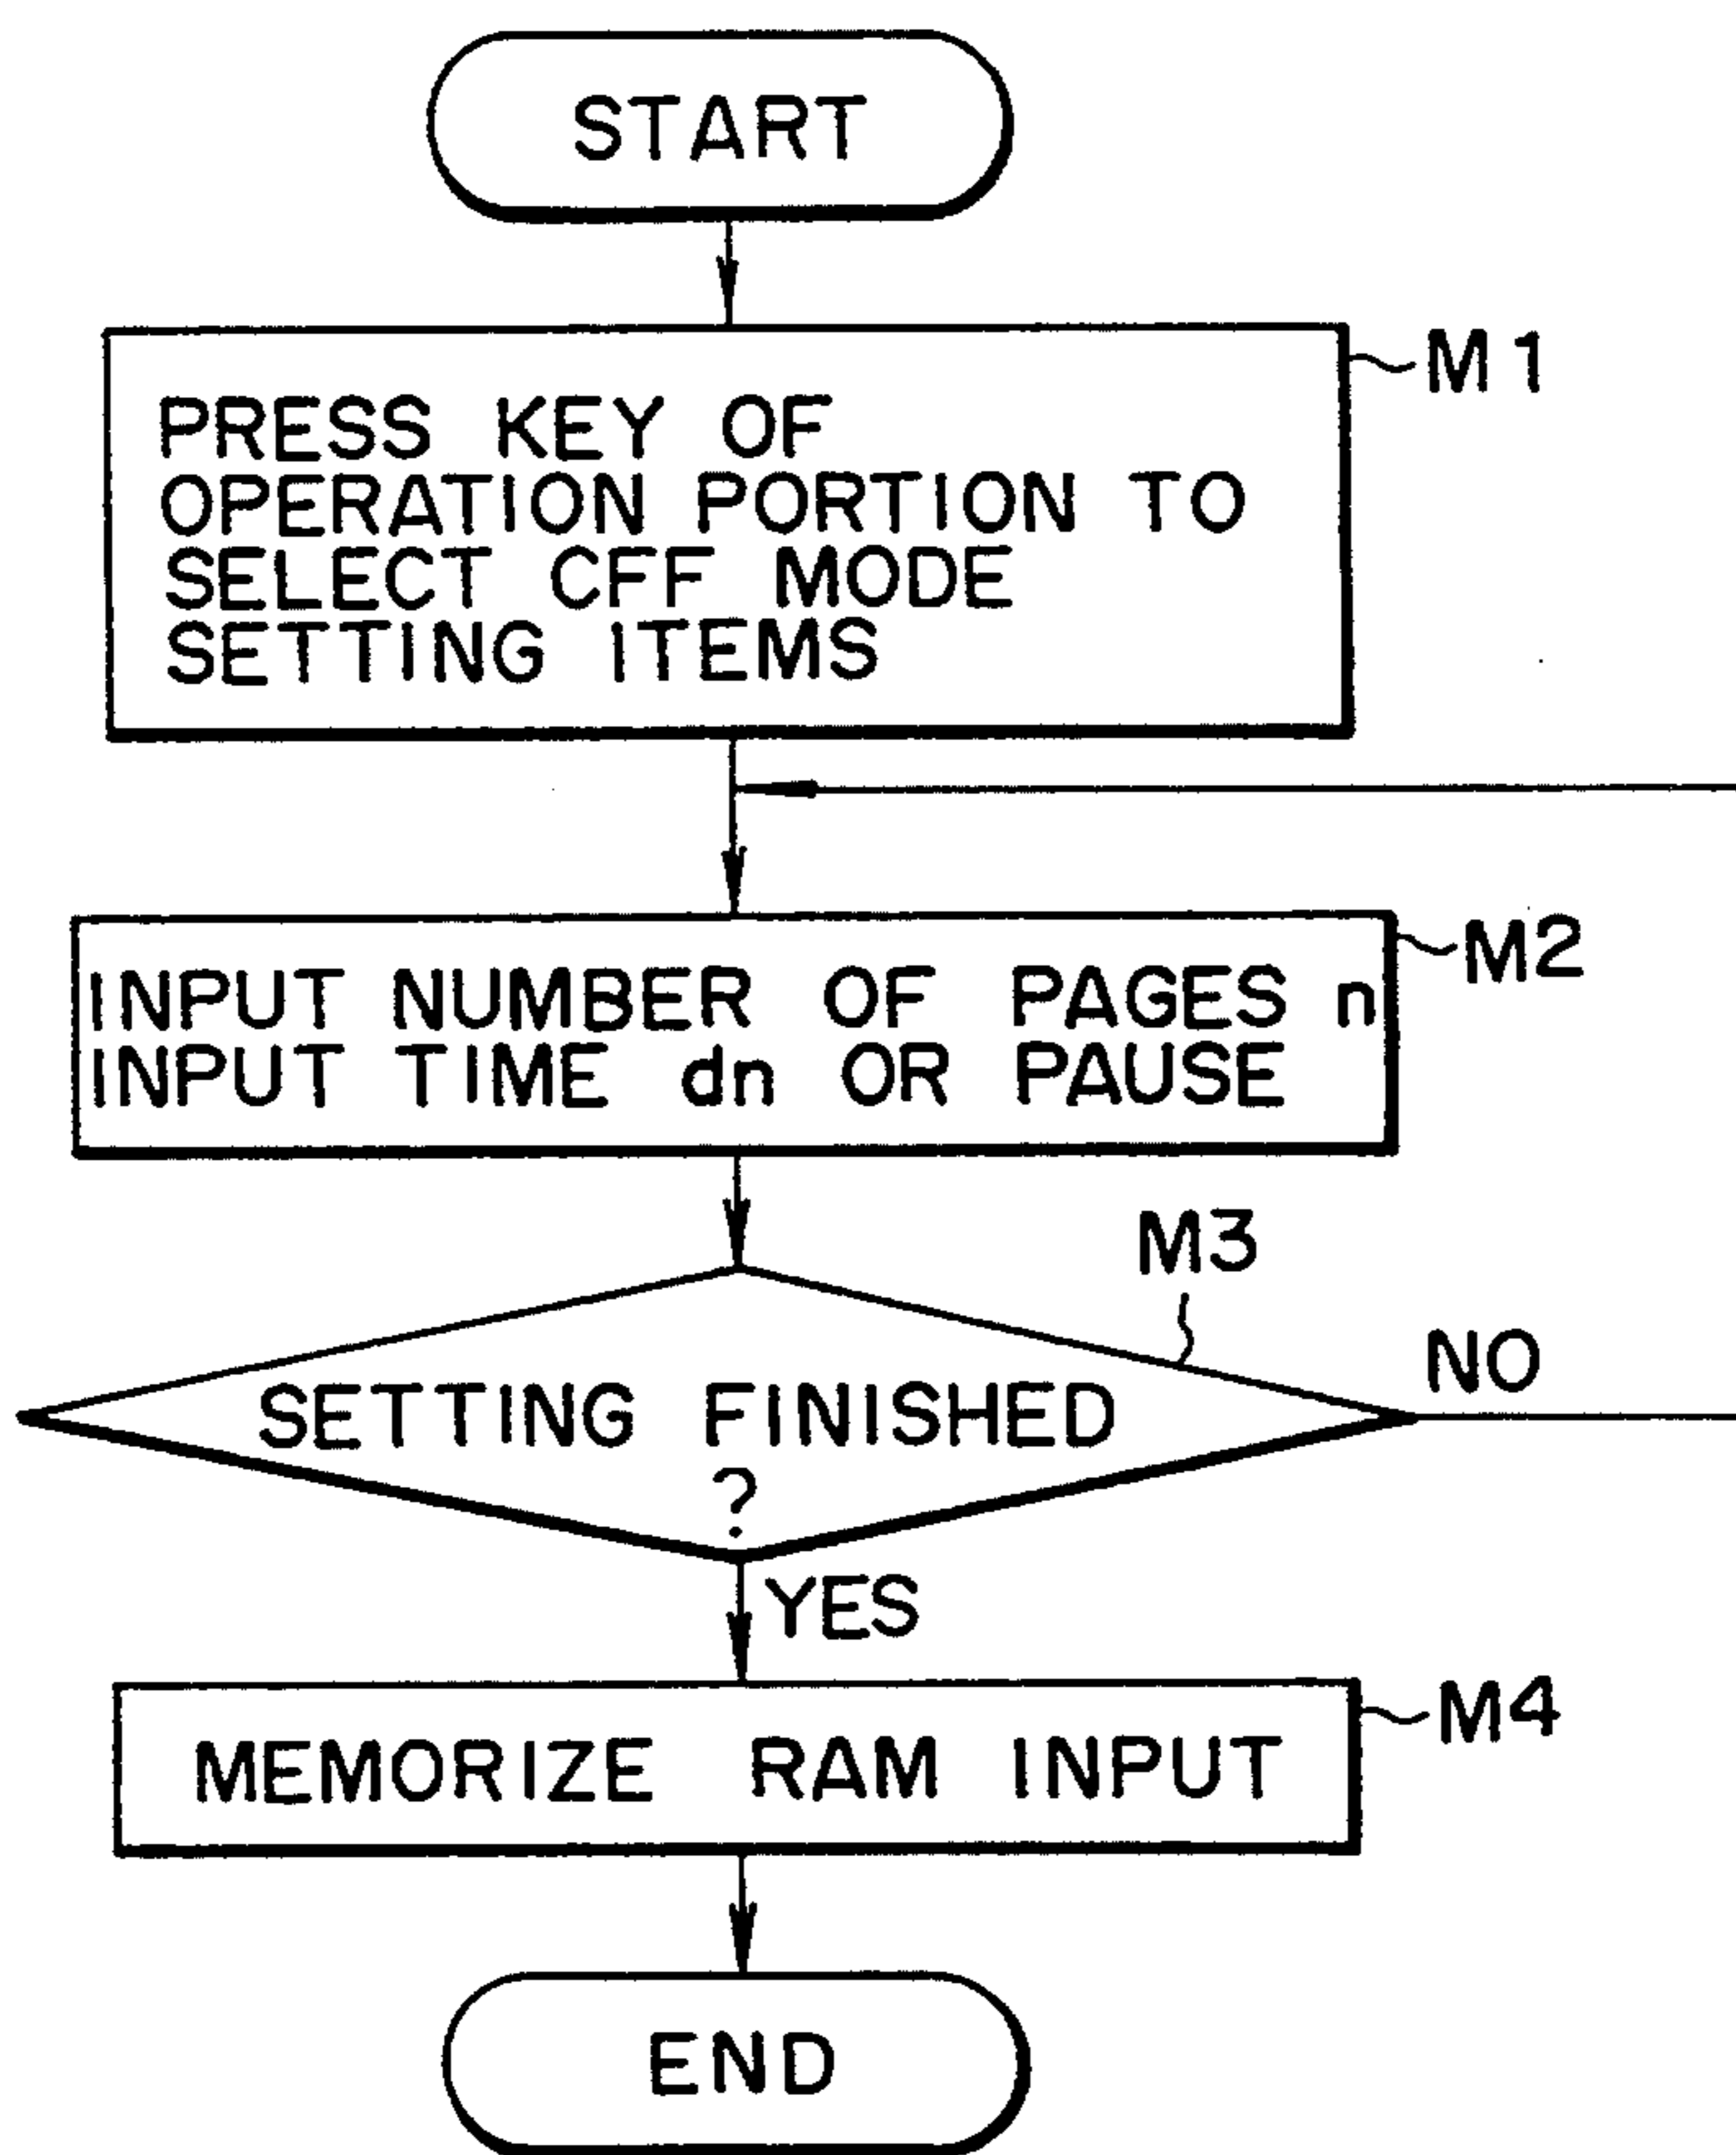 START
M1
PRESS KEY OF
OPERATION PORTION TO
SELECT CFF MODE
SETTING ITEMS
M2
INPUT NUMBER OF PAGES n
INPUT TIME dn OR PAUSE
M3
NO
SETTING FINISHED
?
YES
M4
MEMORIZE RAM INPUT
END